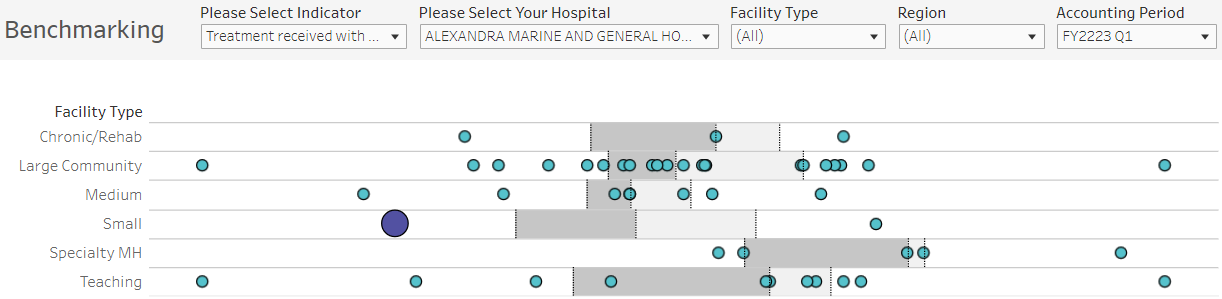 Benchmarking
Please Select Indicator
Please Select Your Hospital
Facility Type
Region
Accounting Period
Treatment received with ...
ALEXANDRA MARINE AND GENERAL HO...
(All)
(All)
FY2223 Q1
Facility Type
Chronic/Rehab
Large Community
Medium
Small
Specialty MH
Teaching